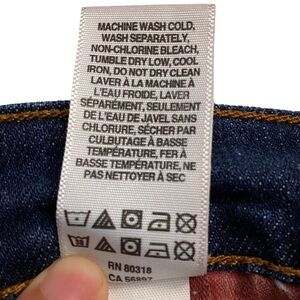 MACHINE WASH COLD,
WASH SEPARATELY,
NON-CHLORINE BLEACH,
TUMBLE DRY LOW, COOL
IRON, DO NOT DRY CLEAN
LAVER À LA MACHINE À
L'EAU FROIDE, LAVER
SÉPARÉMENT, SEULEMENT
DE L'EAU DE JAVEL SANS
CHLORURE, SÉCHER PAR
CULBUTAGE À BASSE
TEMPÉRATURE, FER À
BASSE TEMPÉRATURE, NE
PAS NETTOYER À SEC
RN 80318
CA 56897